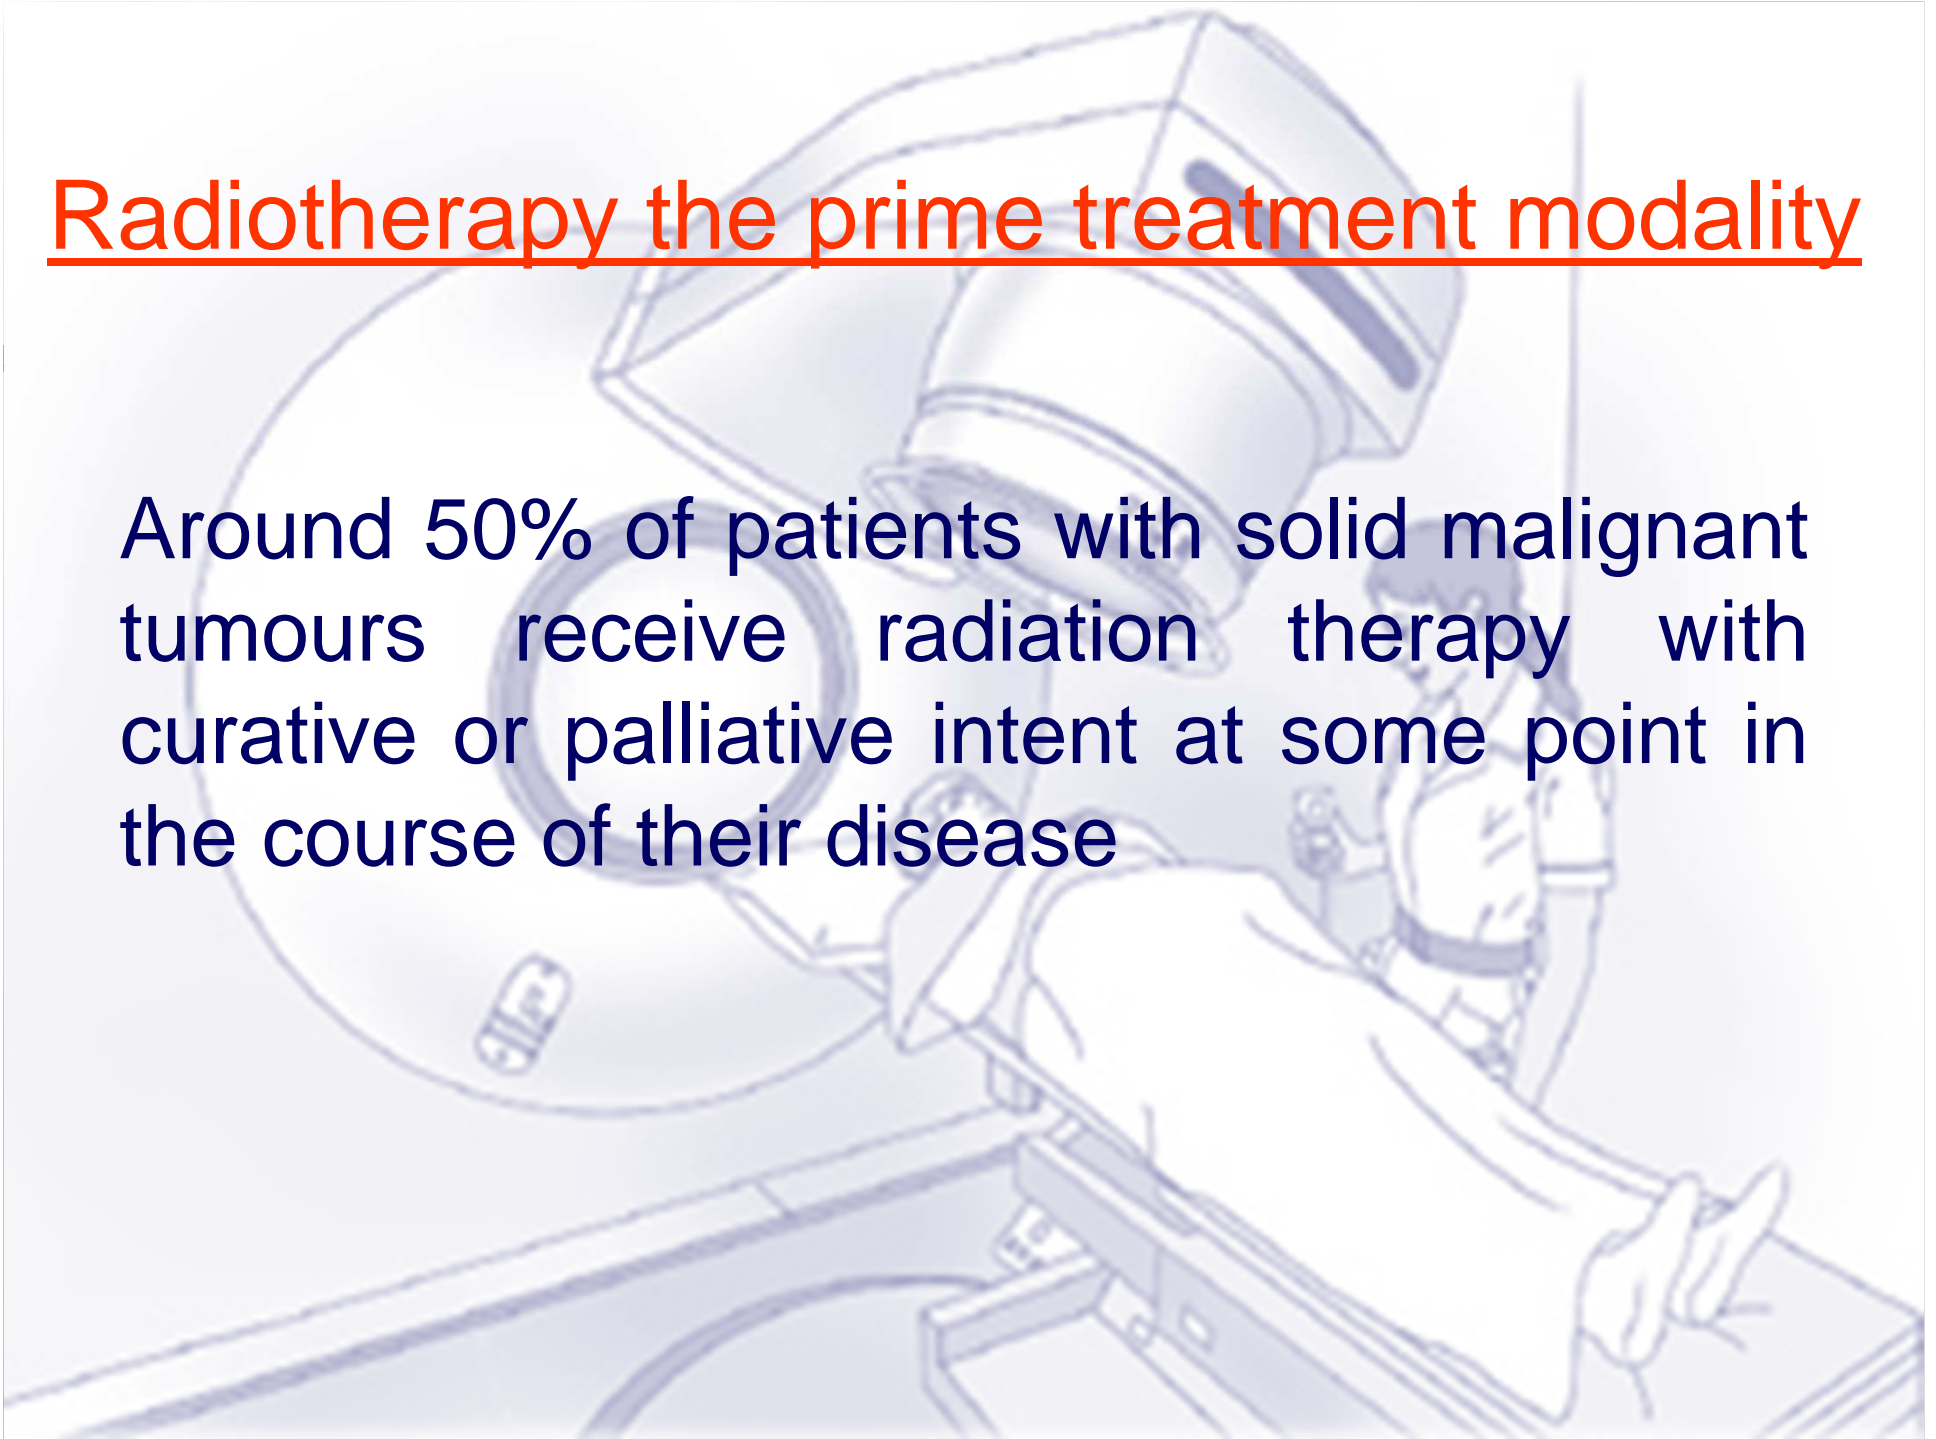 Radiotherapy the prime treatment modality
Around 50% of patients with solid malignant
tumours receive radiation therapy with
curative or palliative intent at some point in
the course of their disease